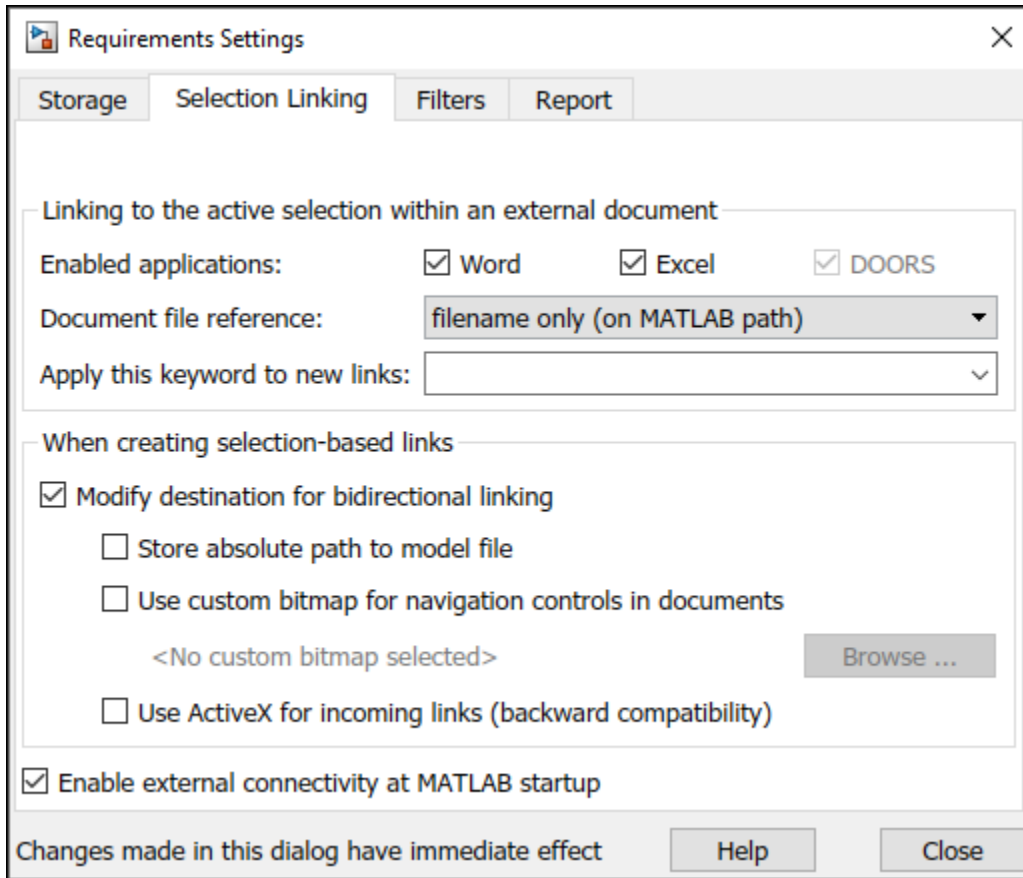 Requirements Settings
Storage Selection Linking Filters Report
Linking to the active selection within an external document
Enabled applications: Word Excel DOORS
Document file reference: filename only (on MATLAB path)
Apply this keyword to new links:
When creating selection-based links
Modify destination for bidirectional linking
Store absolute path to model file
Use custom bitmap for navigation controls in documents
<No custom bitmap selected> Browse ...
Use ActiveX for incoming links (backward compatibility)
Enable external connectivity at MATLAB startup
Changes made in this dialog have immediate effect Help Close